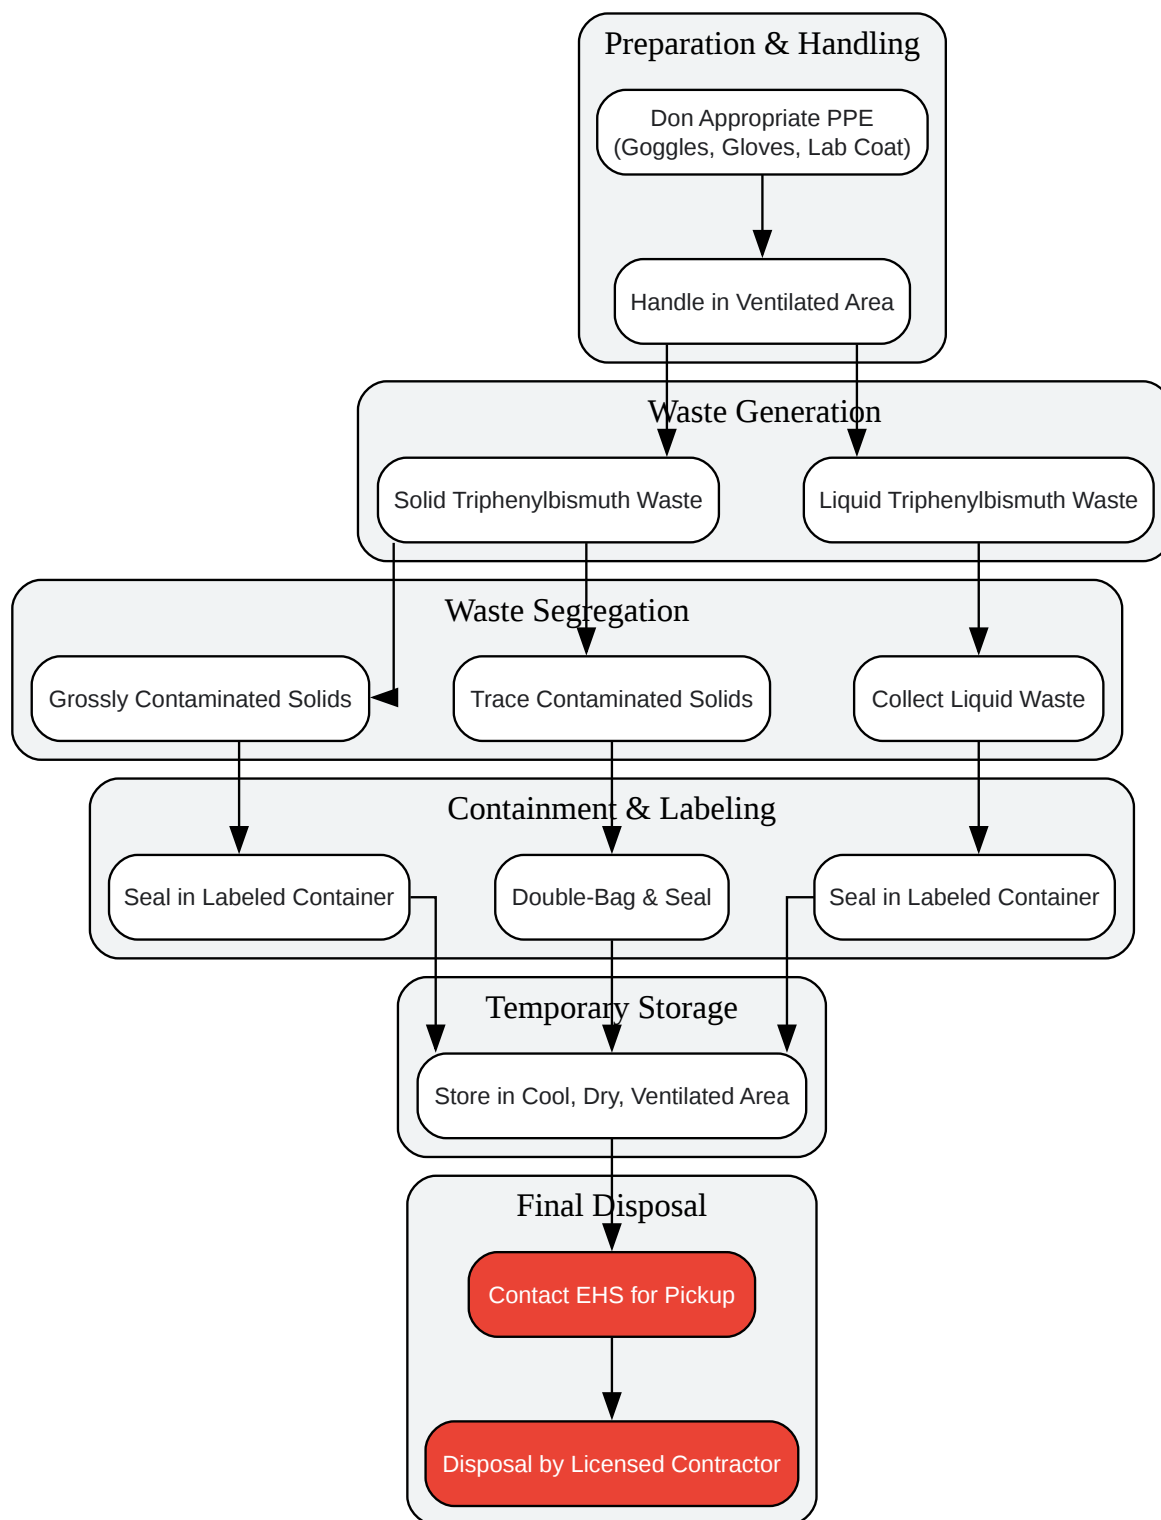 Preparation & Handling
Don Appropriate PPE
(Goggles, Gloves, Lab Coat)
Handle in Ventilated Area
Waste Generation
Solid Triphenylbismuth Waste
Liquid Triphenylbismuth Waste
Waste Segregation
Grossly Contaminated Solids
Trace Contaminated Solids
Collect Liquid Waste
Containment & Labeling
Seal in Labeled Container
Double-Bag & Seal
Seal in Labeled Container
Temporary Storage
Store in Cool, Dry, Ventilated Area
Final Disposal
Contact EHS for Pickup
Disposal by Licensed Contractor